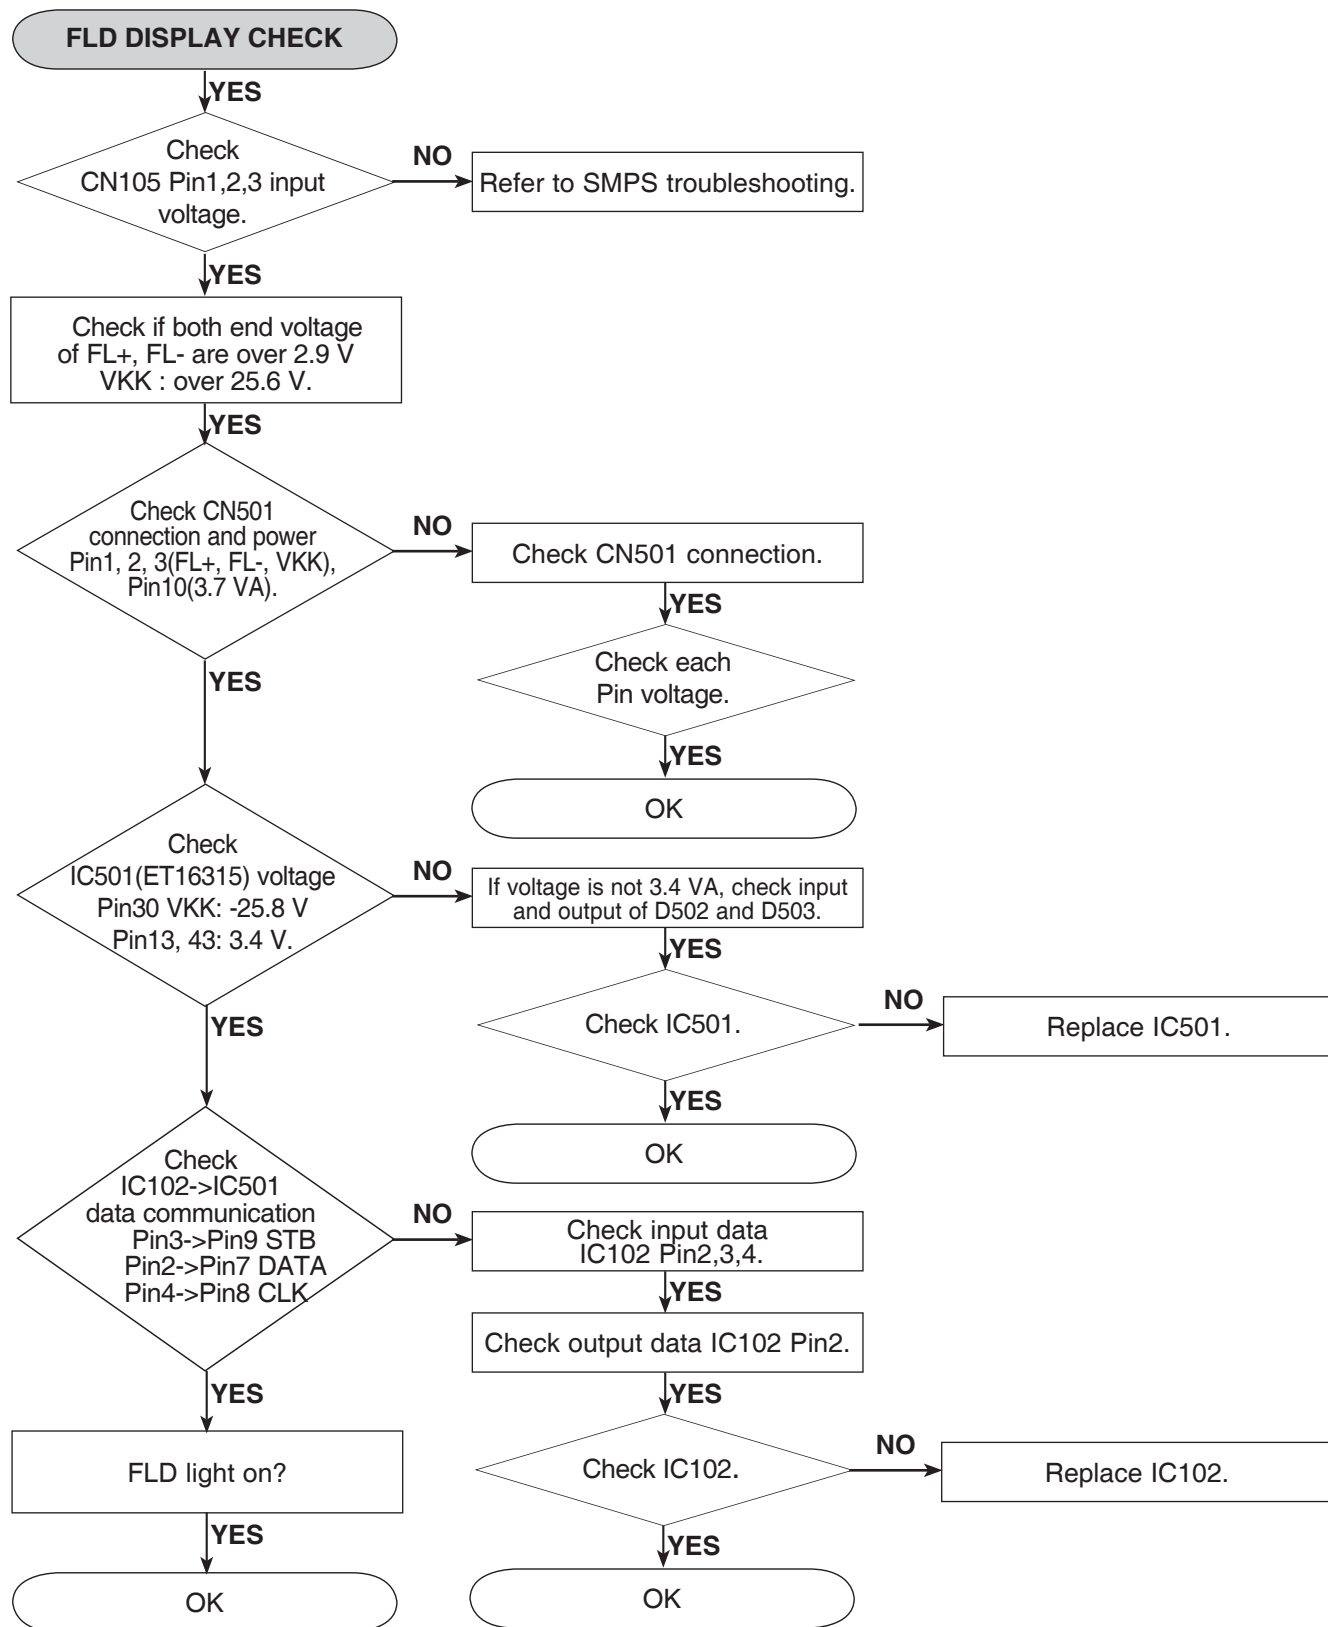 FLD DISPLAY CHECK
YES
Check
CN105 Pin1,2,3 input
voltage.
NO
Refer to SMPS troubleshooting.
YES
Check if both end voltage
of FL+, FL- are over 2.9 V
VKK : over 25.6 V.
YES
Check CN501
connection and power
Pin1, 2, 3(FL+, FL-, VKK),
Pin10(3.7 VA).
NO
Check CN501 connection.
YES
Check each
Pin voltage.
YES
OK
YES
Check
IC501(ET16315) voltage
Pin30 VKK: -25.8 V
Pin13, 43: 3.4 V.
NO
If voltage is not 3.4 VA, check input
and output of D502 and D503.
YES
Check IC501.
NO
Replace IC501.
YES
OK
YES
Check
IC102->IC501
data communication
Pin3->Pin9 STB
Pin2->Pin7 DATA
Pin4->Pin8 CLK
NO
Check input data
IC102 Pin2,3,4.
YES
Check output data IC102 Pin2.
YES
Check IC102.
NO
Replace IC102.
YES
OK
YES
FLD light on?
YES
OK